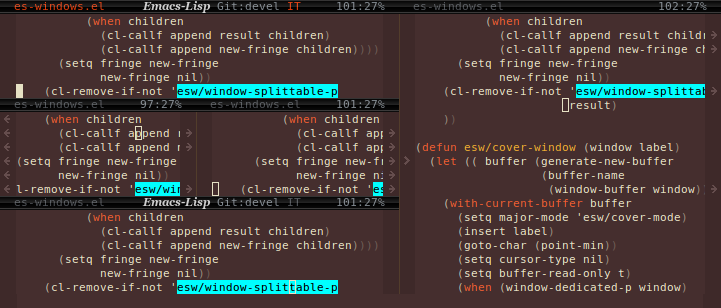 es-windows.el Emacs-Lisp Git:devel IT 101:27%
(when children
(cl-callf append result children)
(cl-callf append new-fringe children))))
(setq fringe new-fringe
new-fringe nil))
(cl-remove-if-not 'esw/window-splittable-p
es-windows.el 97:27%
(when children
(cl-callf append r
(cl-callf append n
(setq fringe new-fringe
new-fringe nil))
l-remove-if-not 'esw/win
es-windows.el 101:27%
(when children
(cl-callf app
(cl-callf app
(setq fringe new-fringe
new-fringe nil))
(cl-remove-if-not 'es
es-windows.el Emacs-Lisp Git:devel IT 101:27%
(when children
(cl-callf append result children)
(cl-callf append new-fringe children))))
(setq fringe new-fringe
new-fringe nil))
(cl-remove-if-not 'esw/window-splittable-p
es-windows.el 102:27%
(when children
(cl-callf append result childr
(cl-callf append new-fringe ch
(setq fringe new-fringe
new-fringe nil))
(cl-remove-if-not 'esw/window-splittab
result)
))
(defun esw/cover-window (window label)
(let (( buffer (generate-new-buffer
(buffer-name
(window-buffer window))
(with-current-buffer buffer
(setq major-mode 'esw/cover-mode)
(insert label)
(goto-char (point-min))
(setq cursor-type nil)
(setq buffer-read-only t)
(when (window-dedicated-p window)